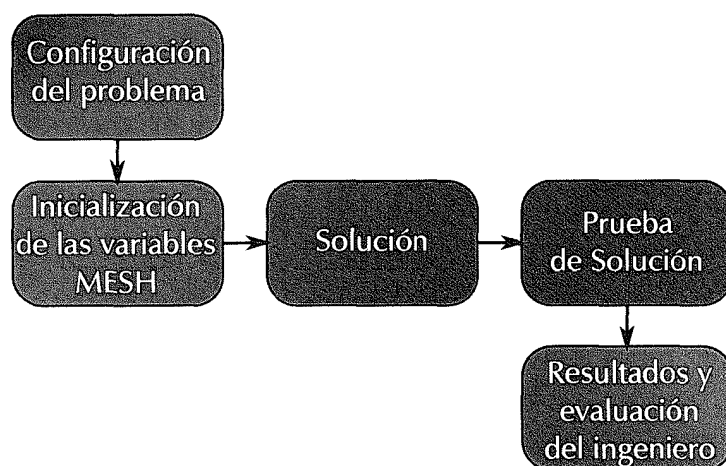 Configuración
del problema
Inicialización
de las variables
MESH
Solución
Prueba
de Solución
Resultados y
evaluación
del ingeniero